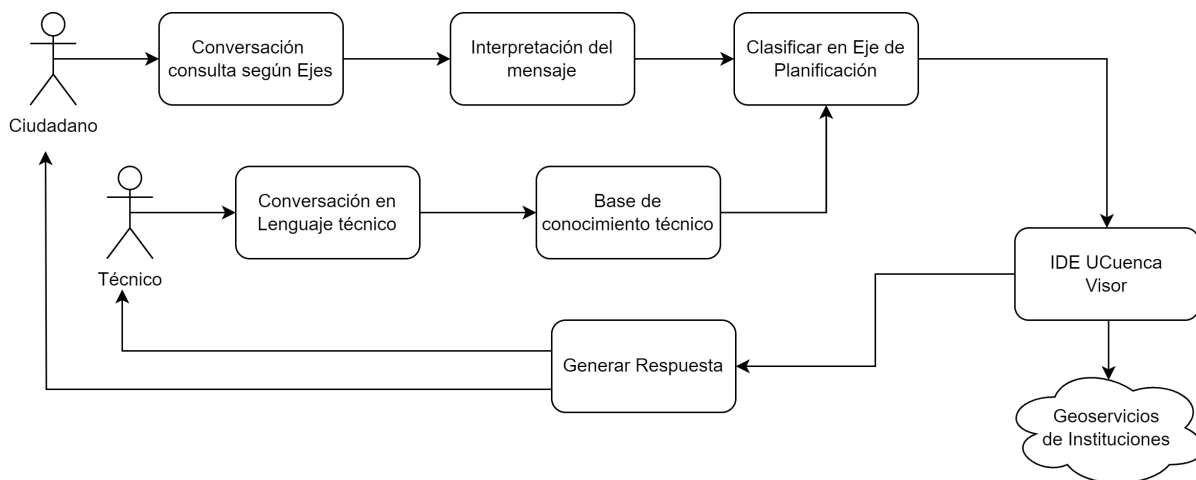 Conversación
consulta según Ejes
Interpretación del
mensaje
Clasificar en Eje de
Planificación
Ciudadano
Conversación en
Lenguaje técnico
Base de
conocimiento técnico
Técnico
IDE UCuenca
Visor
Generar Respuesta
Geoservicios
de Instituciones